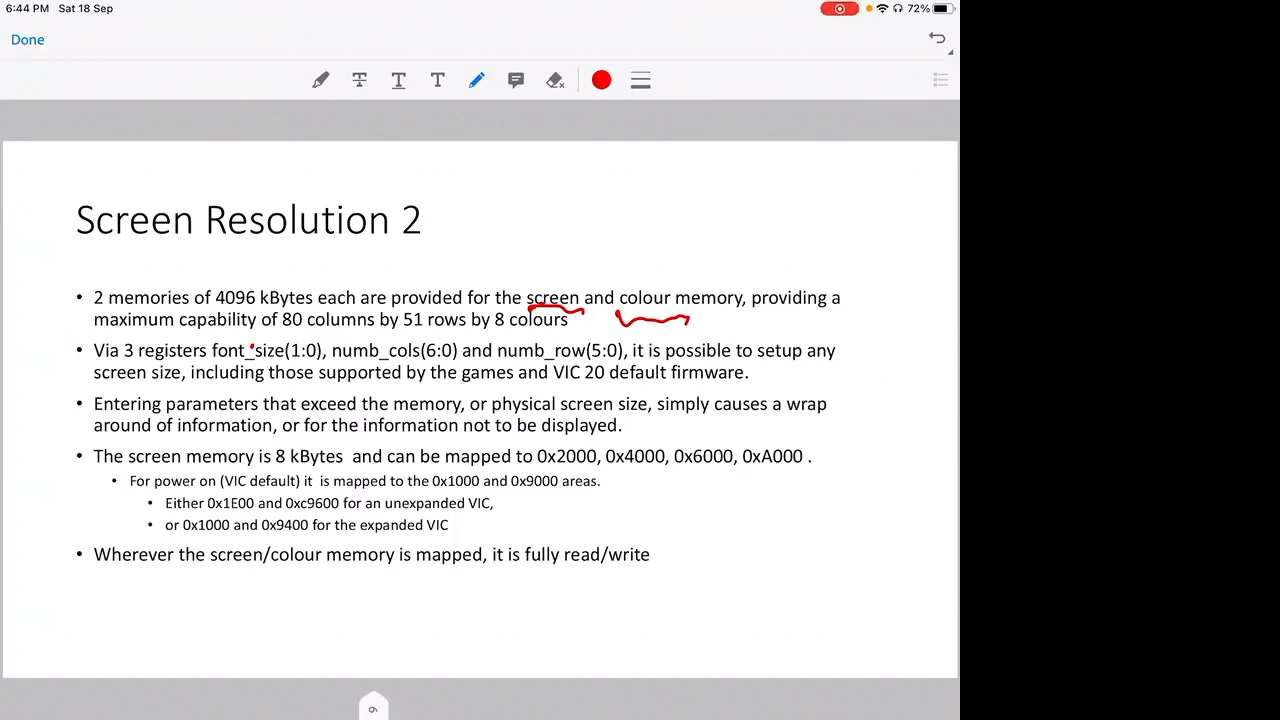 6:44 PM Sat 18 Sep
72%
Done
T T T
Screen Resolution 2
• 2 memories of 4096 kBytes each are provided for the screen and colour memory, providing a
maximum capability of 80 columns by 51 rows by 8 colours
• Via 3 registers font_size(1:0), numb_cols(6:0) and numb_row(5:0), it is possible to setup any
screen size, including those supported by the games and VIC 20 default firmware.
• Entering parameters that exceed the memory, or physical screen size, simply causes a wrap
around of information, or for the information not to be displayed.
• The screen memory is 8 kBytes and can be mapped to 0x2000, 0x4000, 0x6000, 0xA000 .
• For power on (VIC default) it is mapped to the 0x1000 and 0x9000 areas.
• Either 0x1E00 and 0xc9600 for an unexpanded VIC,
• or 0x1000 and 0x9400 for the expanded VIC
• Wherever the screen/colour memory is mapped, it is fully read/write